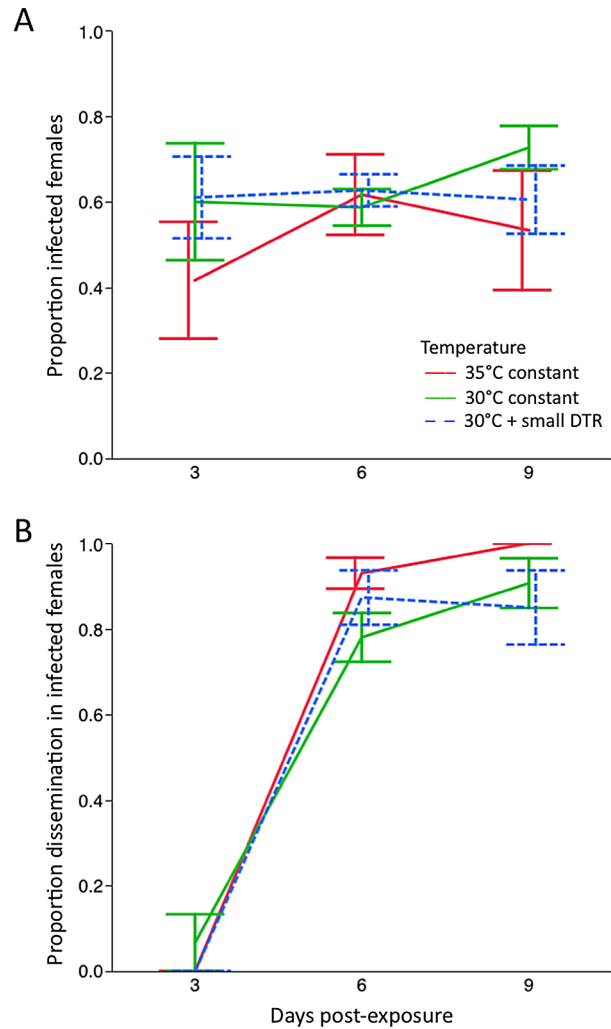 A
1.0
0.8
0.6
0.4
0.2
0.0
Proportion infected females
Temperature
35°C constant
30°C constant
30°C + small DTR
3 6 9
B
1.0
0.8
0.6
0.4
0.2
0.0
Proportion dissemination in infected females
3 6 9
Days post-exposure